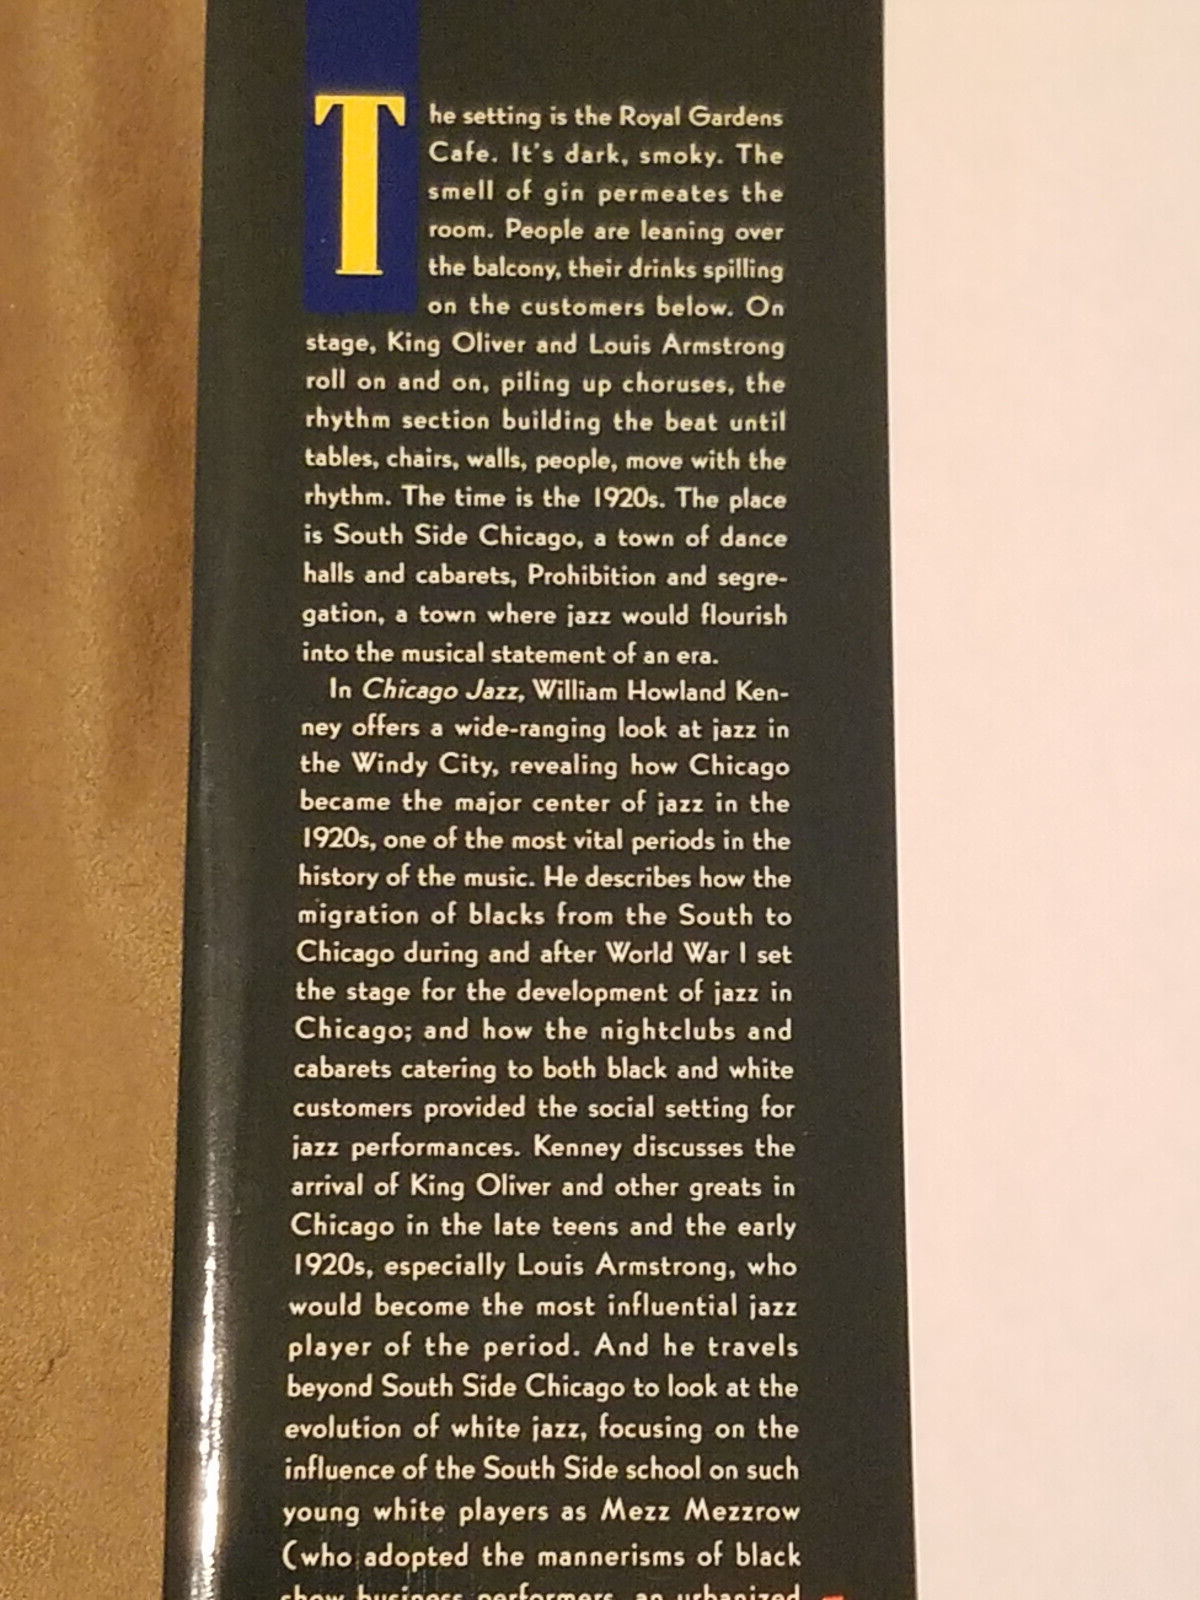 The setting is the Royal Gardens
Cafe. It's dark, smoky. The
smell of gin permeates the
room. People are leaning over
the balcony, their drinks spilling
on the customers below. On
stage, King Oliver and Louis Armstrong
roll on and on, piling up choruses, the
rhythm section building the beat until
tables, chairs, walls, people, move with the
rhythm. The time is the 1920s. The place
is South Side Chicago, a town of dance
halls and cabarets, Prohibition and segre-
gation, a town where jazz would flourish
into the musical statement of an era.
In Chicago Jazz, William Howland Ken-
ney offers a wide-ranging look at jazz in
the Windy City, revealing how Chicago
became the major center of jazz in the
1920s, one of the most vital periods in the
history of the music. He describes how the
migration of blacks from the South to
Chicago during and after World War I set
the stage for the development of jazz in
Chicago; and how the nightclubs and
cabarets catering to both black and white
customers provided the social setting for
jazz performances. Kenney discusses the
arrival of King Oliver and other greats in
Chicago in the late teens and the early
1920s, especially Louis Armstrong, who
would become the most influential jazz
player of the period. And he travels
beyond South Side Chicago to look at the
evolution of white jazz, focusing on the
influence of the South Side school on such
young white players as Mezz Mezzrow
(who adopted the mannerisms of black
show business performers, an urbanized